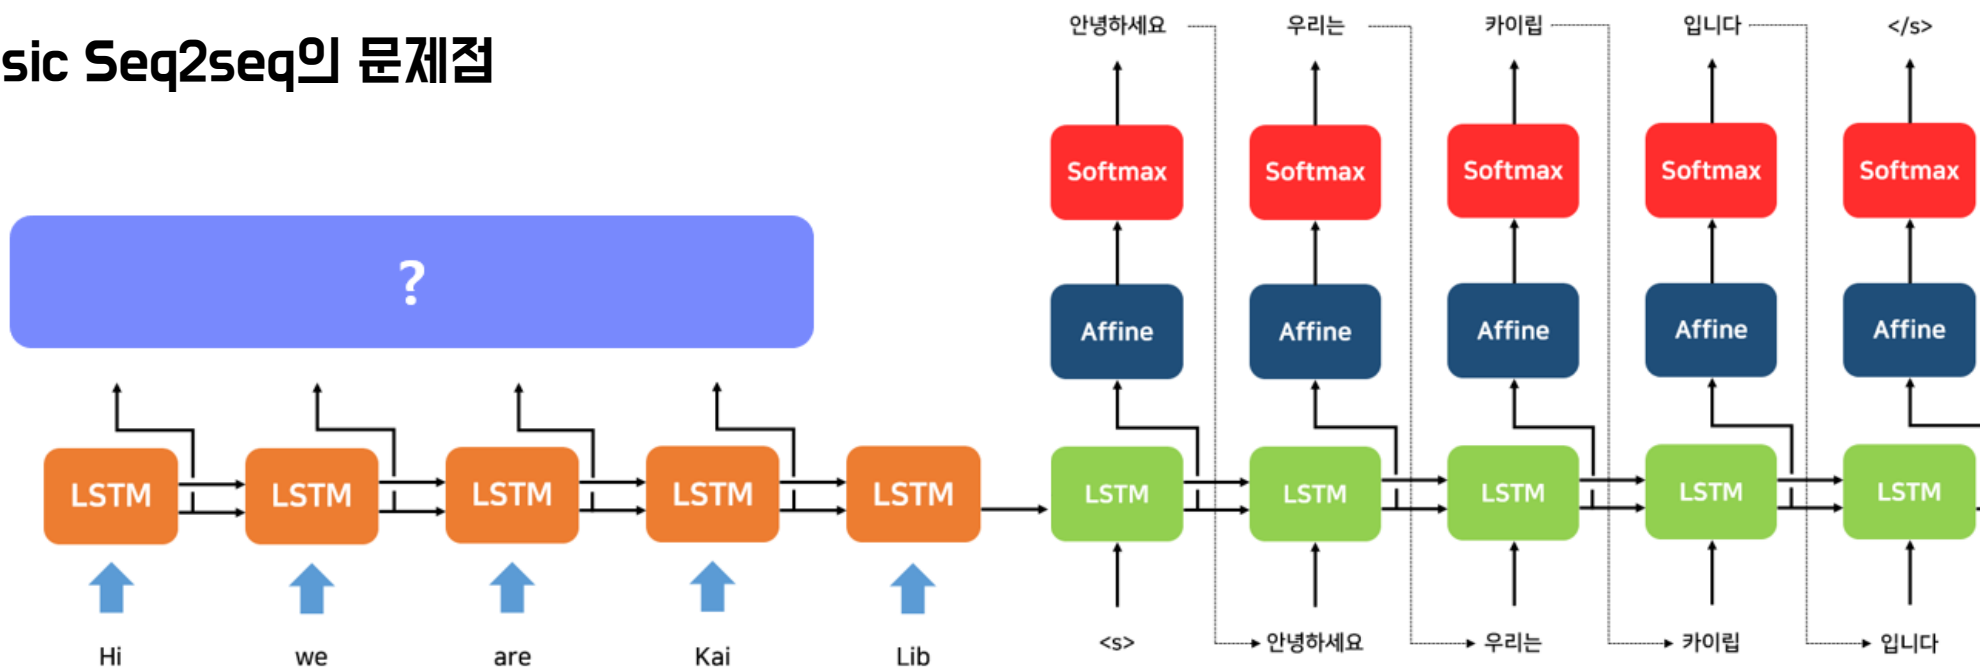 sic Seq2seq의 문제점
안녕하세요 우리는 카이립 입니다 </s>
Softmax Softmax Softmax Softmax Softmax
?
Affine Affine Affine Affine Affine
LSTM LSTM LSTM LSTM LSTM LSTM LSTM LSTM LSTM LSTM
Hi we are Kai Lib <s> 안녕하세요 우리는 카이립 입니다